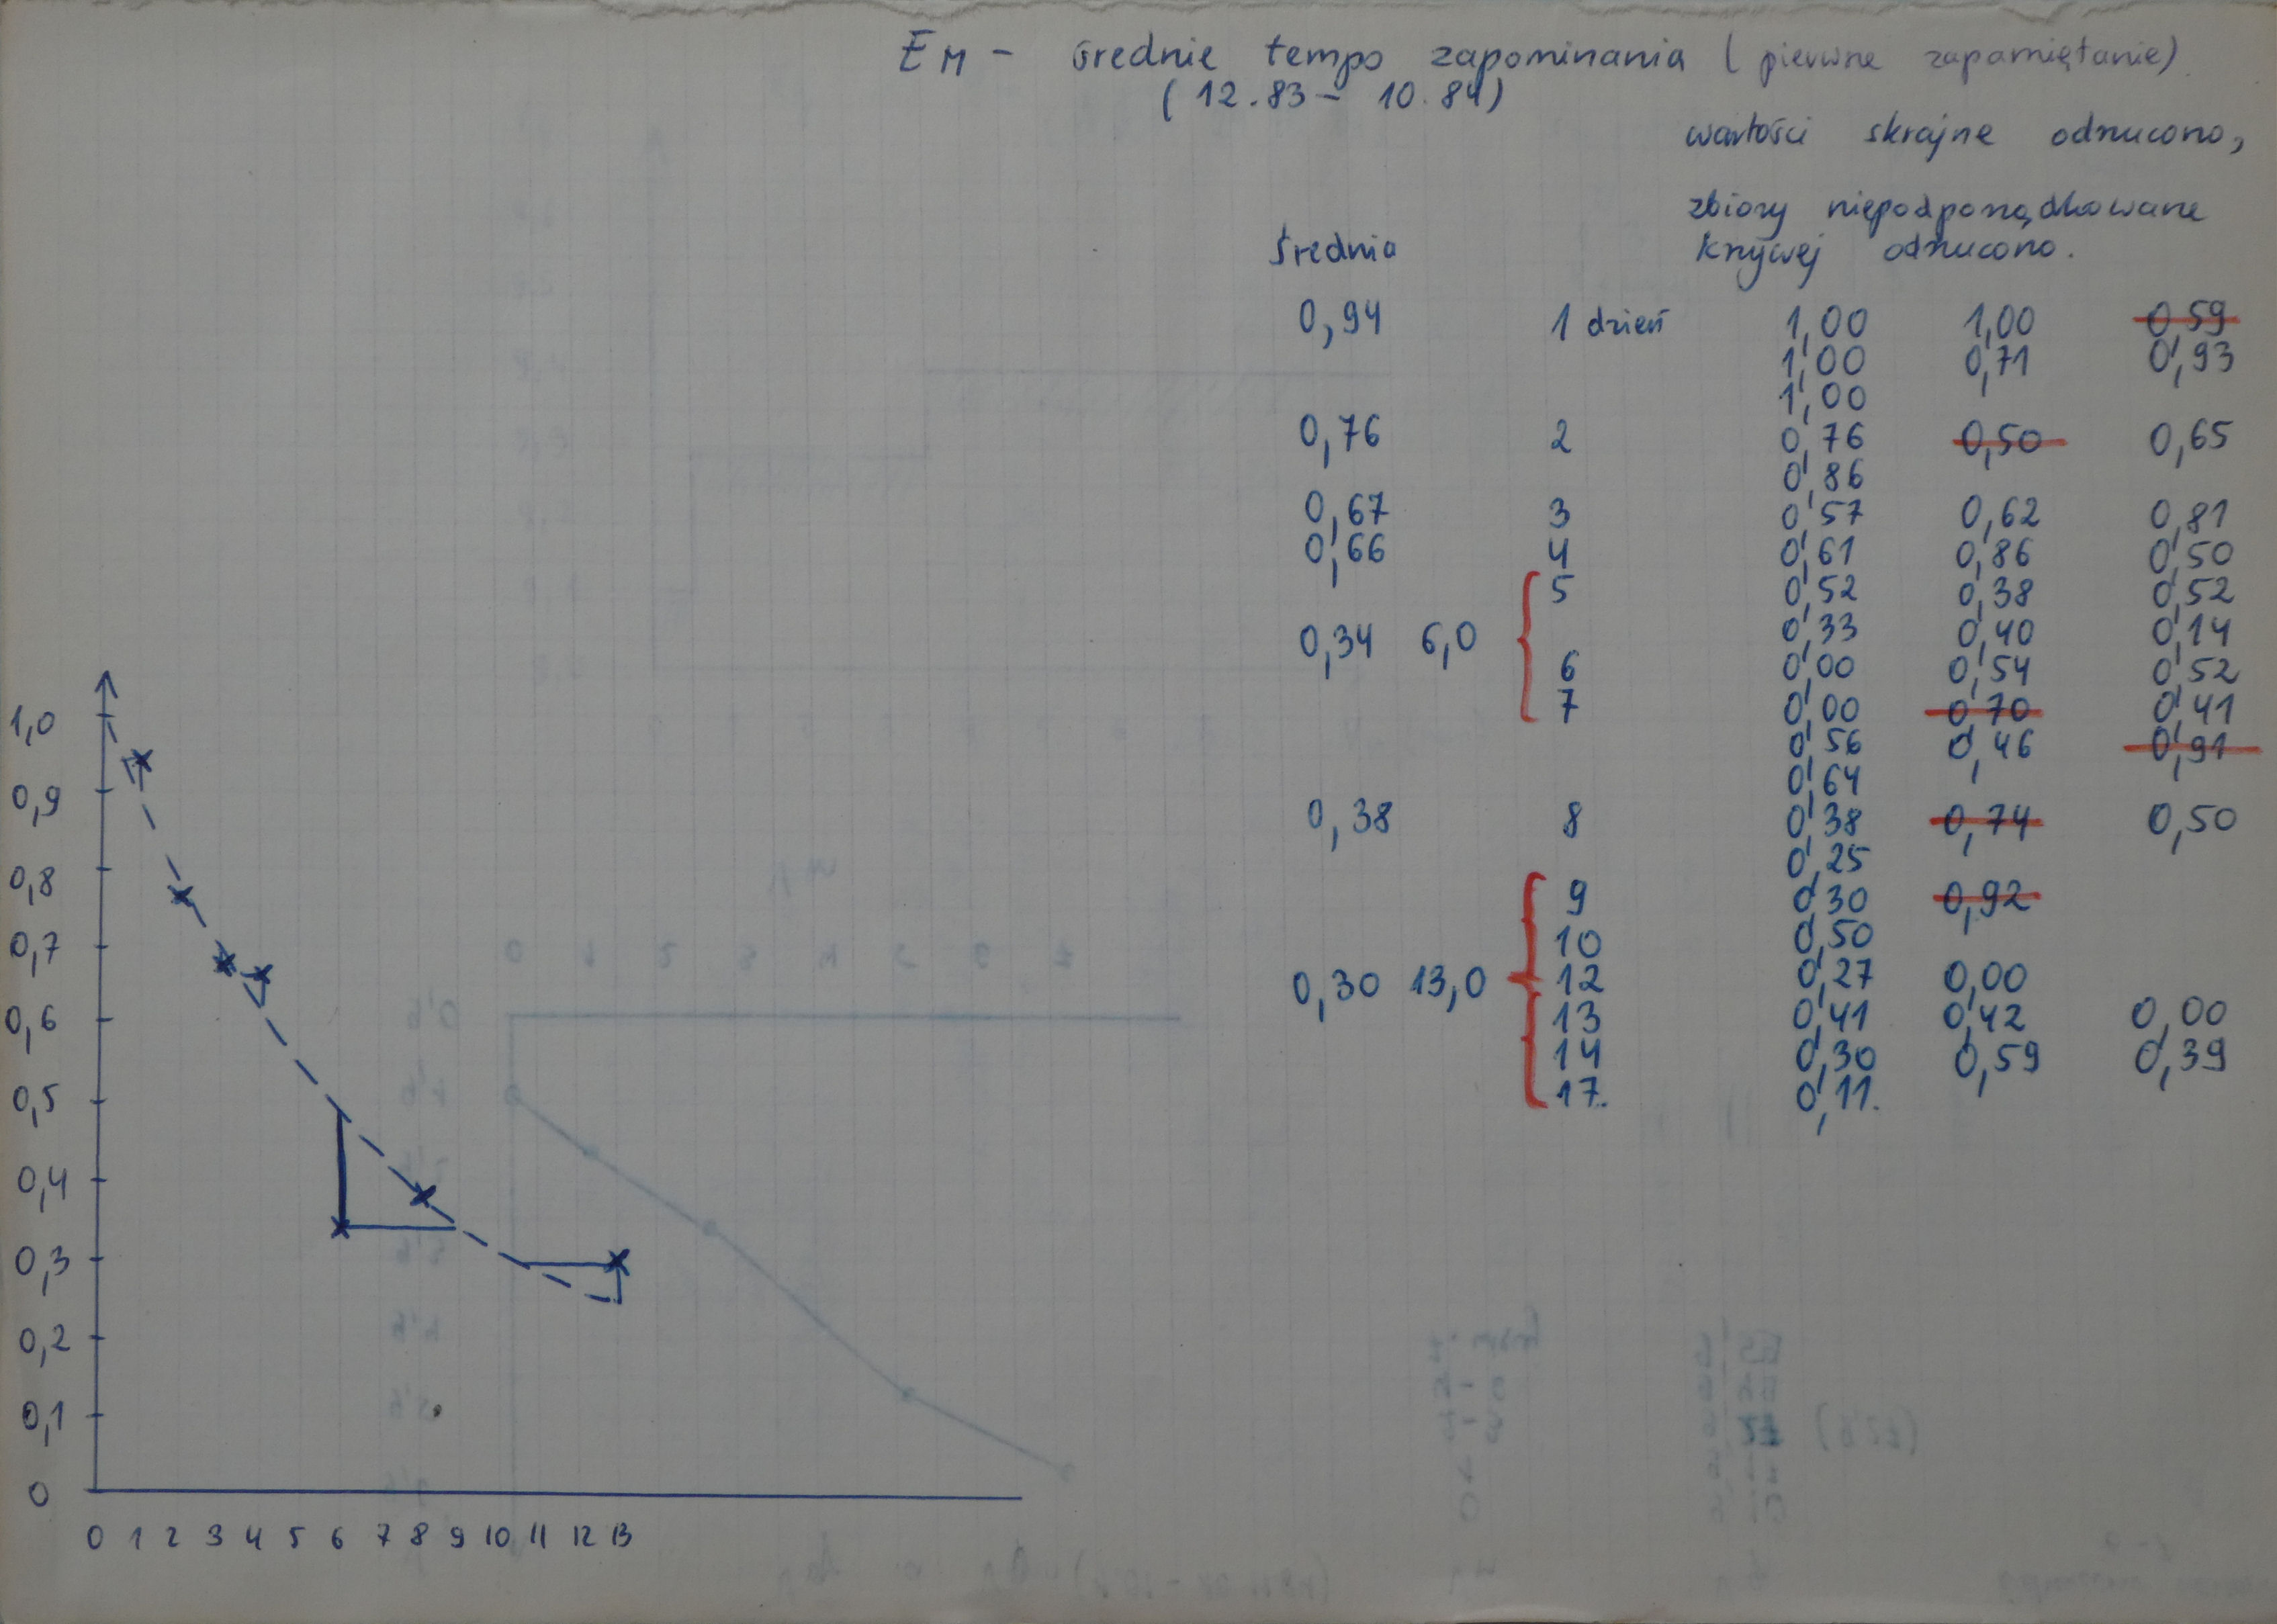 EM - średnie tempo zapominania (pierwsze zapamiętanie)
(12.83 - 10.84)
wartości skrajne odrzucono,
zbiory niepodporządkowane
krzywej odrzucono.
Średnia
0,94 1 dzień 1,00 1,00 0,59
1,00 0,71 0,93
1,00
0,76 2 0,76 0,50 0,65
0,86
0,67 3 0,57 0,62 0,81
0,66 4 0,61 0,86 0,50
5 0,52 0,38 0,52
0,34 6,0 0,33 0,40 0,14
6 0,00 0,54 0,52
7 0,00 0,70 0,41
0,56 0,46 0,91
0,64
0,38 8 0,38 0,74 0,50
0,25
9 0,30 0,92
10 0,50
0,30 13,0 12 0,27 0,00
13 0,41 0,42 0,00
14 0,30 0,59 0,39
17. 0,11.
1,0
0,9
0,8
0,7
0,6
0,5
0,4
0,3
0,2
0,1
0
0 1 2 3 4 5 6 7 8 9 10 11 12 13